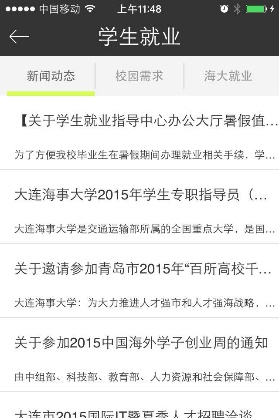 中国移动 上午11:48
学生就业
新闻动态 校园需求 海大就业
【关于学生就业指导中心办公大厅暑假值...
为了方便我校毕业生在暑假期间办理就业相关手续，学...
大连海事大学2015年学生专职指导员（...
大连海事大学是交通运输部所属的全国重点大学，是国...
关于邀请参加青岛市2015年“百所高校千...
大连海事大学：为大力推进人才强市和人才强海战略，...
关于参加2015中国海外学子创业周的通知
由中组部、科技部、教育部、人力资源和社会保障部、...
大连市2015国际IT暨夏季人才招聘洽谈...